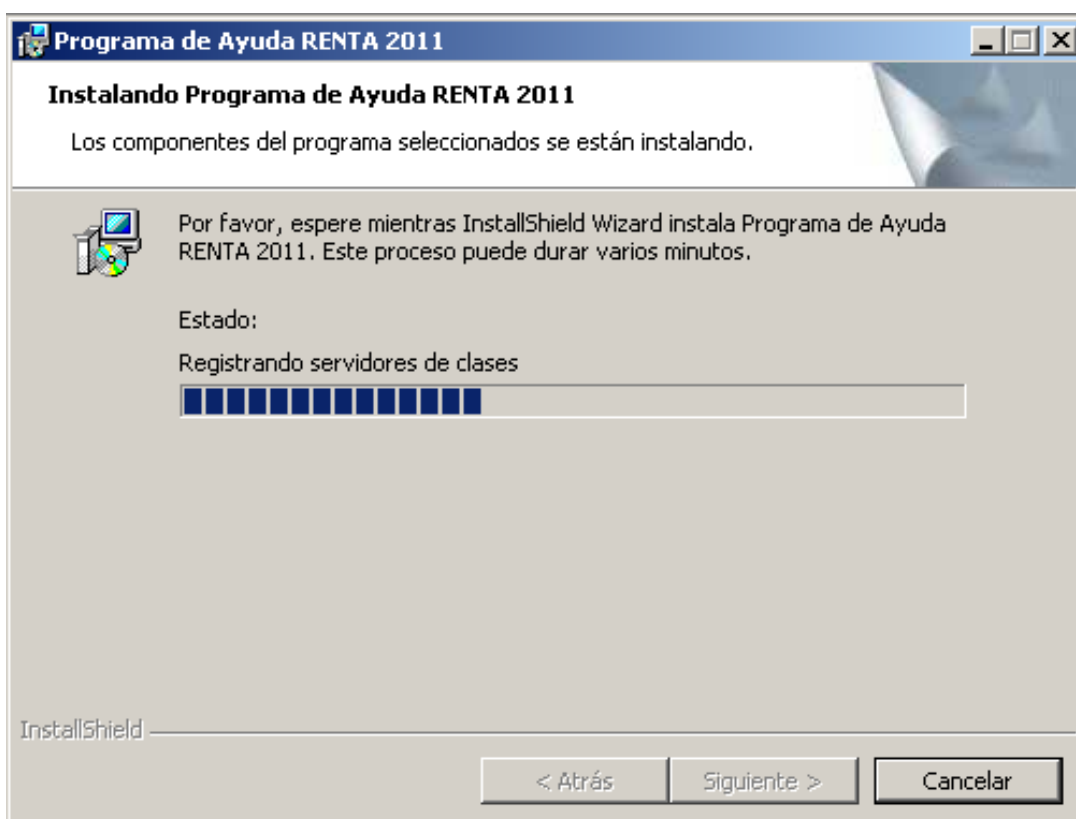 Programa de Ayuda RENTA 2011
Instalando Programa de Ayuda RENTA 2011
Los componentes del programa seleccionados se están instalando.
Por favor, espere mientras InstallShield Wizard instala Programa de Ayuda
RENTA 2011. Este proceso puede durar varios minutos.
Estado:
Registrando servidores de clases
InstallShield
< Atrás
Siguiente >
Cancelar